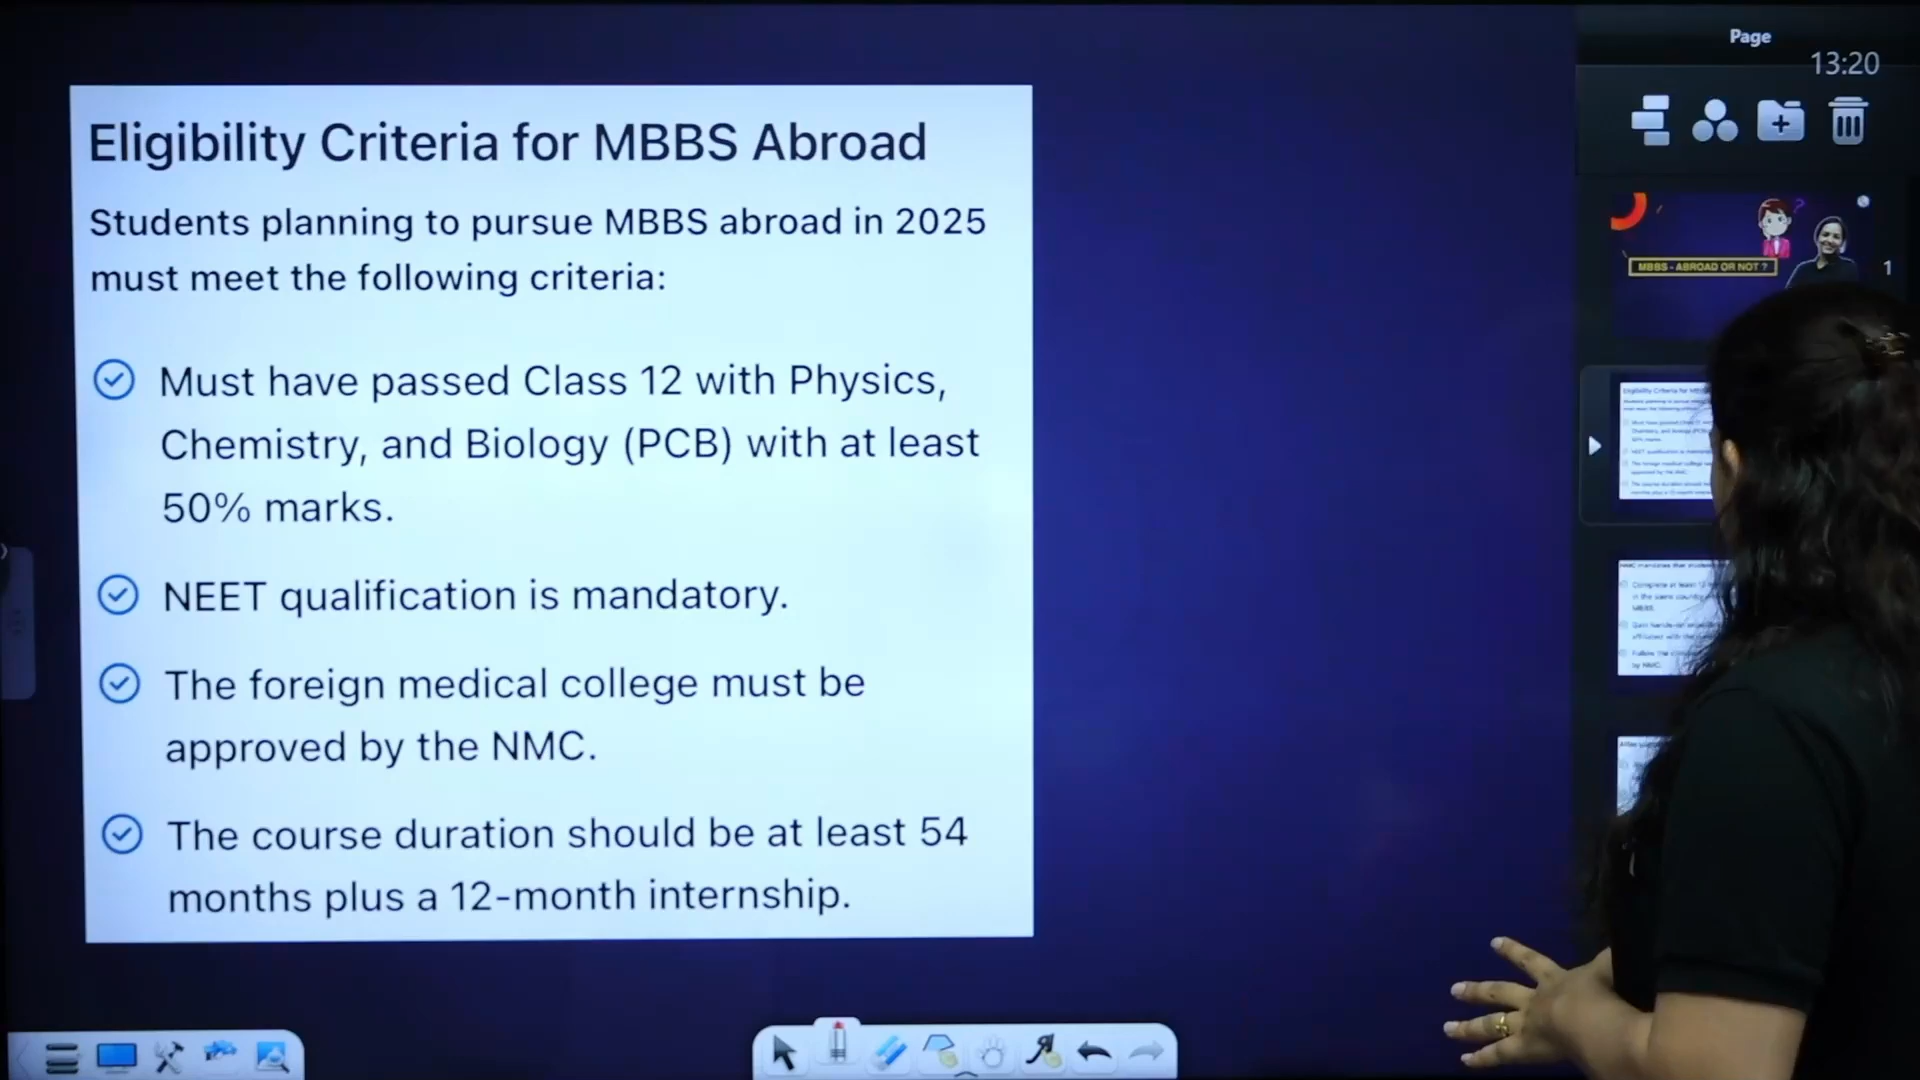 Page
13:20
Eligibility Criteria for MBBS Abroad
Students planning to pursue MBBS abroad in 2025
must meet the following criteria:
Must have passed Class 12 with Physics,
Chemistry, and Biology (PCB) with at least
50% marks.
NEET qualification is mandatory.
The foreign medical college must be
approved by the NMC.
The course duration should be at least 54
months plus a 12-month internship.
MBBS - ABROAD OR NOT ?
1